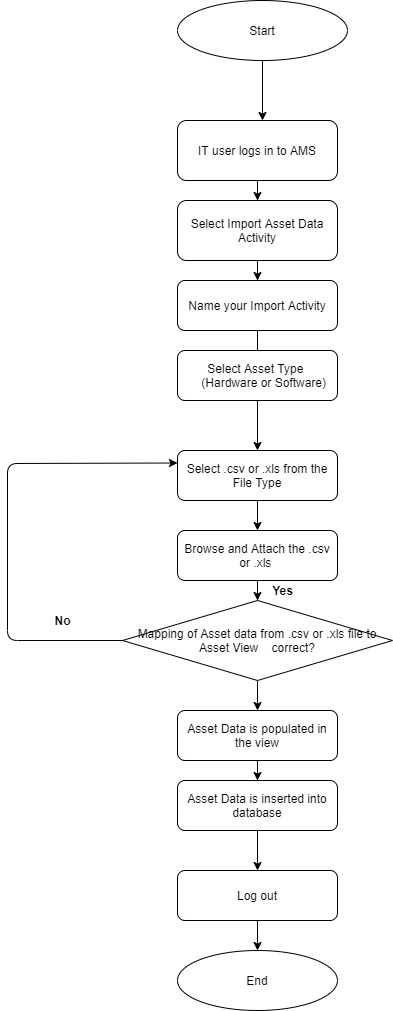 Start
IT user logs in to AMS
Select Import Asset Data
Activity
Name your Import Activity
Select Asset Type
(Hardware or Software)
Select .csv or .xls from the
File Type
Browse and Attach the .csv
or .xls
Yes
No
Mapping of Asset data from .csv or .xls file to
Asset View correct?
Asset Data is populated in
the view
Asset Data is inserted into
database
Log out
End